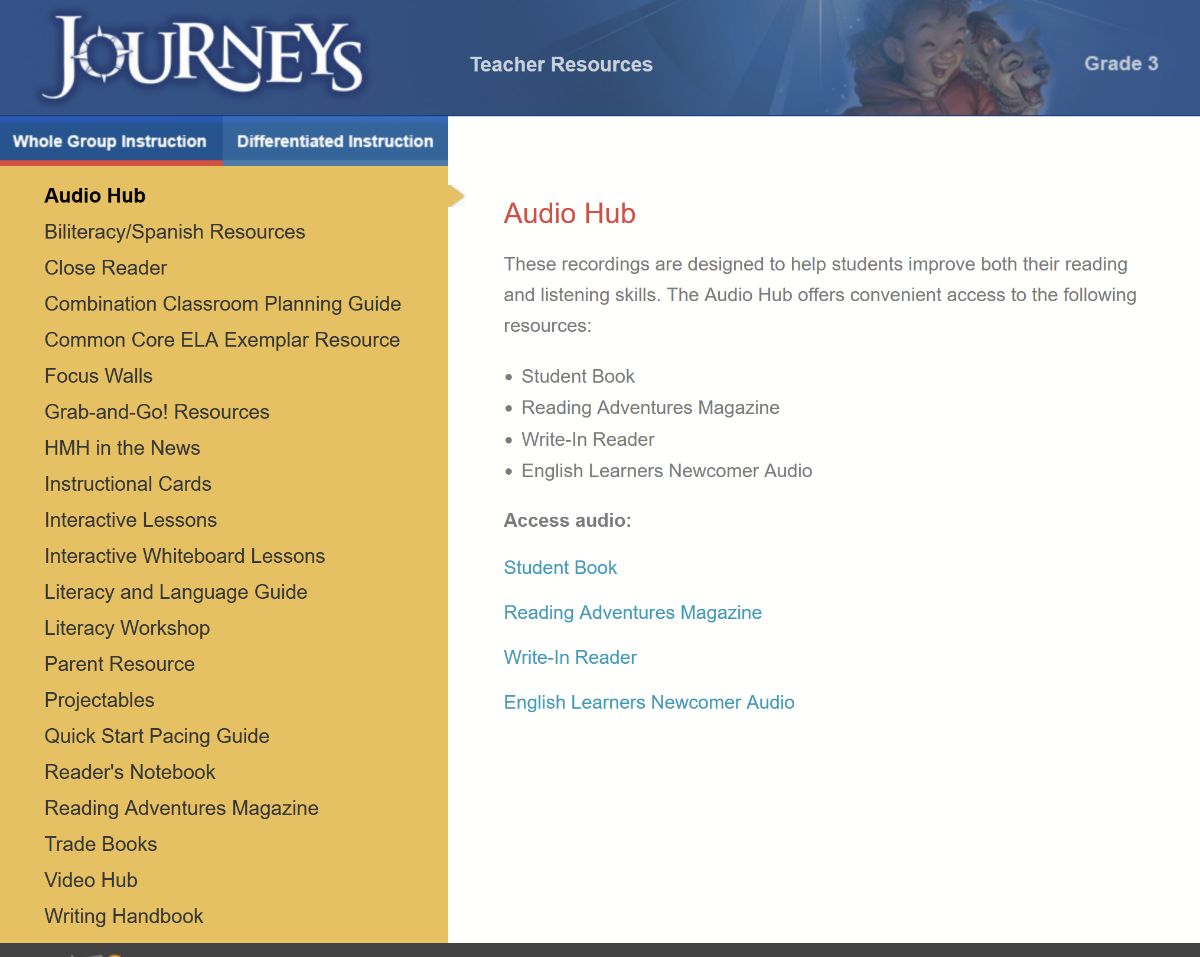 JOURNEYS
Teacher Resources
Grade 3
Whole Group Instruction
Differentiated Instruction
Audio Hub
Biliteracy/Spanish Resources
Close Reader
Combination Classroom Planning Guide
Common Core ELA Exemplar Resource
Focus Walls
Grab-and-Go! Resources
HMH in the News
Instructional Cards
Interactive Lessons
Interactive Whiteboard Lessons
Literacy and Language Guide
Literacy Workshop
Parent Resource
Projectables
Quick Start Pacing Guide
Reader's Notebook
Reading Adventures Magazine
Trade Books
Video Hub
Writing Handbook
Audio Hub
These recordings are designed to help students improve both their reading
and listening skills. The Audio Hub offers convenient access to the following
resources:
• Student Book
• Reading Adventures Magazine
• Write-In Reader
• English Learners Newcomer Audio
Access audio:
Student Book
Reading Adventures Magazine
Write-In Reader
English Learners Newcomer Audio